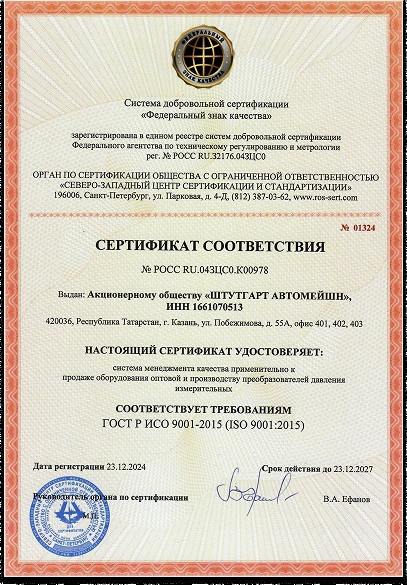 ФЕДЕРАЛЬНЫЙ
ЗНАК КАЧЕСТВА
Система добровольной сертификации
«Федеральный знак качества»
зарегистрирована в едином реестре систем добровольной сертификации
Федерального агентства по техническому регулированию и метрологии
рег. № РОСС RU.32176.04ЗЦС0
ОРГАН ПО СЕРТИФИКАЦИИ ОБЩЕСТВА С ОГРАНИЧЕННОЙ ОТВЕТСТВЕННОСТЬЮ
«СЕВЕРО-ЗАПАДНЫЙ ЦЕНТР СЕРТИФИКАЦИИ И СТАНДАРТИЗАЦИИ»
196006, Санкт-Петербург, ул. Парковая, д. 4-Д, (812) 387-03-62, www.ros-sert.com
№ 01324
СЕРТИФИКАТ СООТВЕТСТВИЯ
№ РОСС RU.04ЗЦС0.К00978
Выдан: Акционерному обществу «ШТУТГАРТ АВТОМЕЙШН»,
ИНН 1661070513
420036, Республика Татарстан, г. Казань, ул. Побежимова, д. 55А, офис 401, 402, 403
НАСТОЯЩИЙ СЕРТИФИКАТ УДОСТОВЕРЯЕТ:
система менеджмента качества применительно к
продаже оборудования оптовой и производству преобразователей давления
измерительных
СООТВЕТСТВУЕТ ТРЕБОВАНИЯМ
ГОСТ Р ИСО 9001-2015 (ISO 9001:2015)
Дата регистрации 23.12.2024
Срок действия до 23.12.2027
Руководитель органа по сертификации
В.А. Ефанов
М.П.